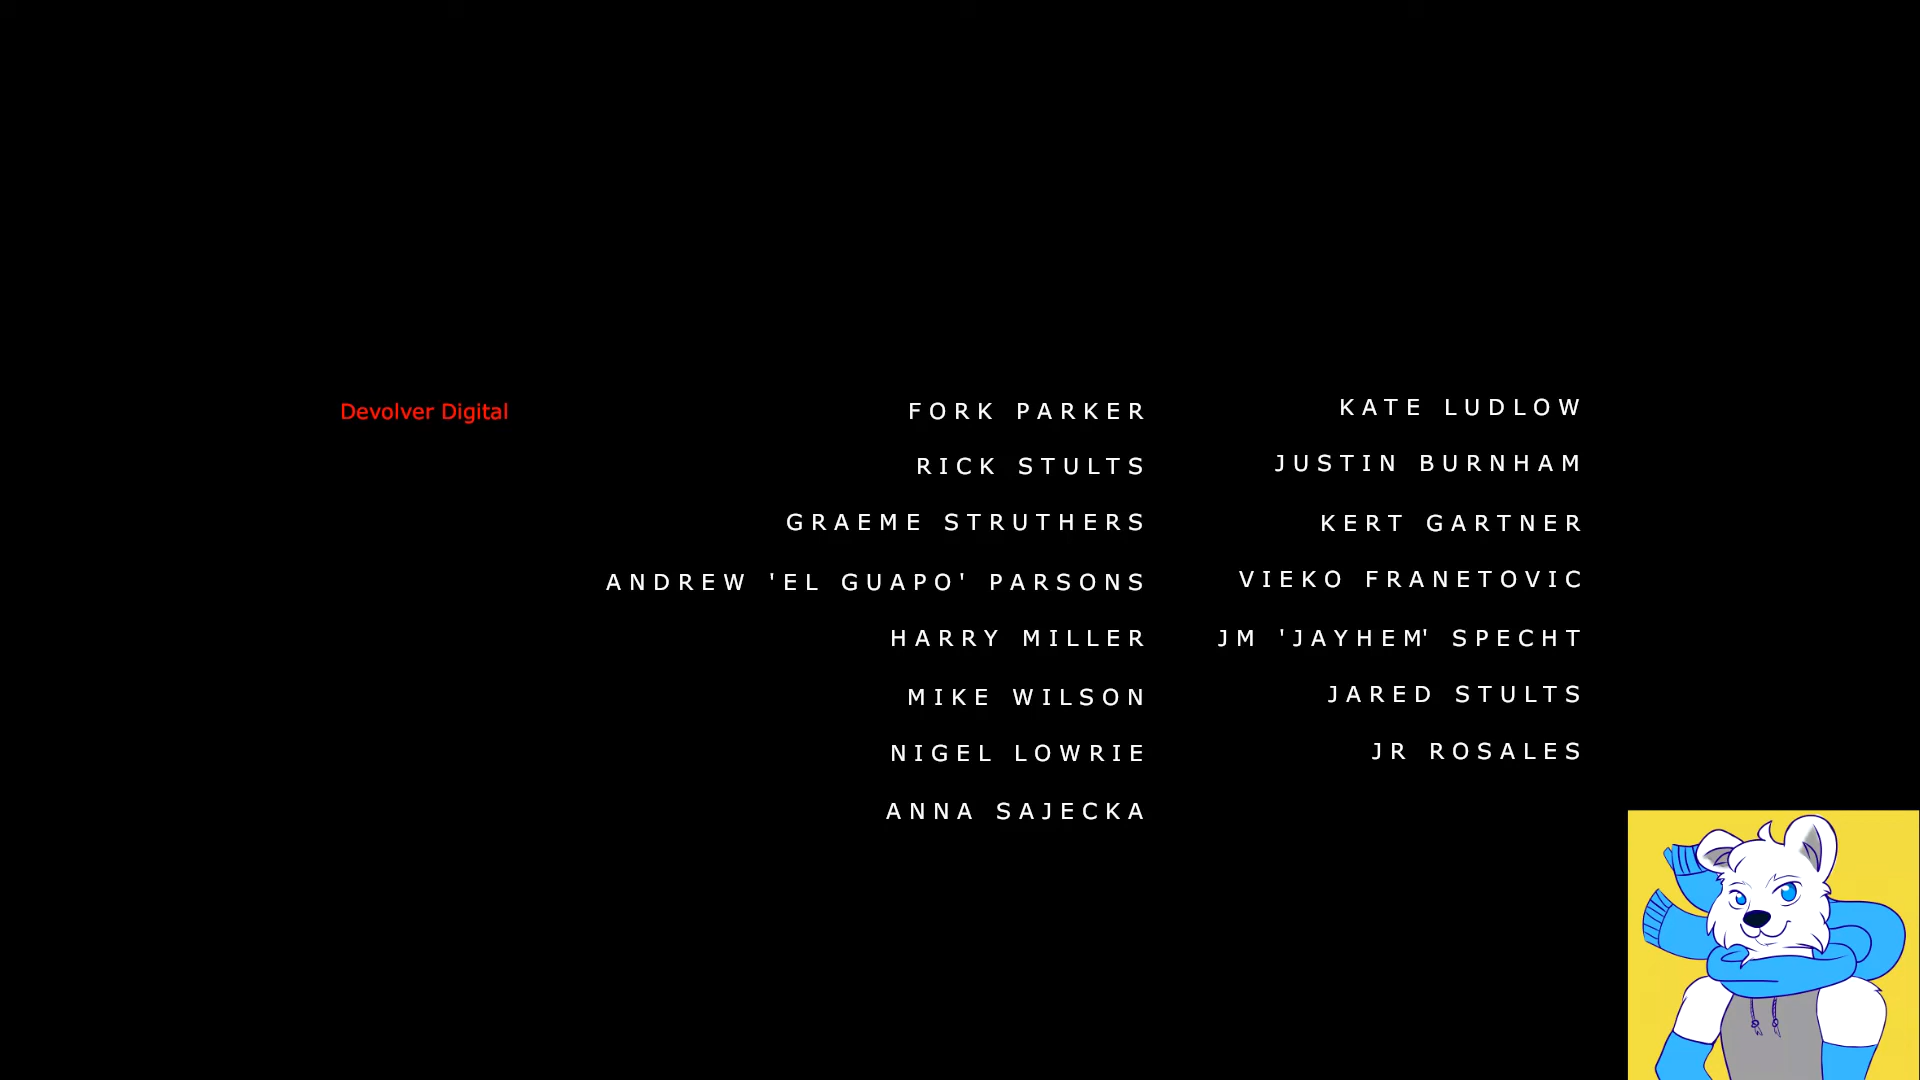 Devolver Digital
FORK PARKER
RICK STULTS
GRAEME STRUTHERS
ANDREW 'EL GUAPO' PARSONS
HARRY MILLER
MIKE WILSON
NIGEL LOWRIE
ANNA SAJECKA
KATE LUDLOW
JUSTIN BURNHAM
KERT GARTNER
VIEKO FRANETOVIC
JM 'JAYHEM' SPECHT
JARED STULTS
JR ROSALES